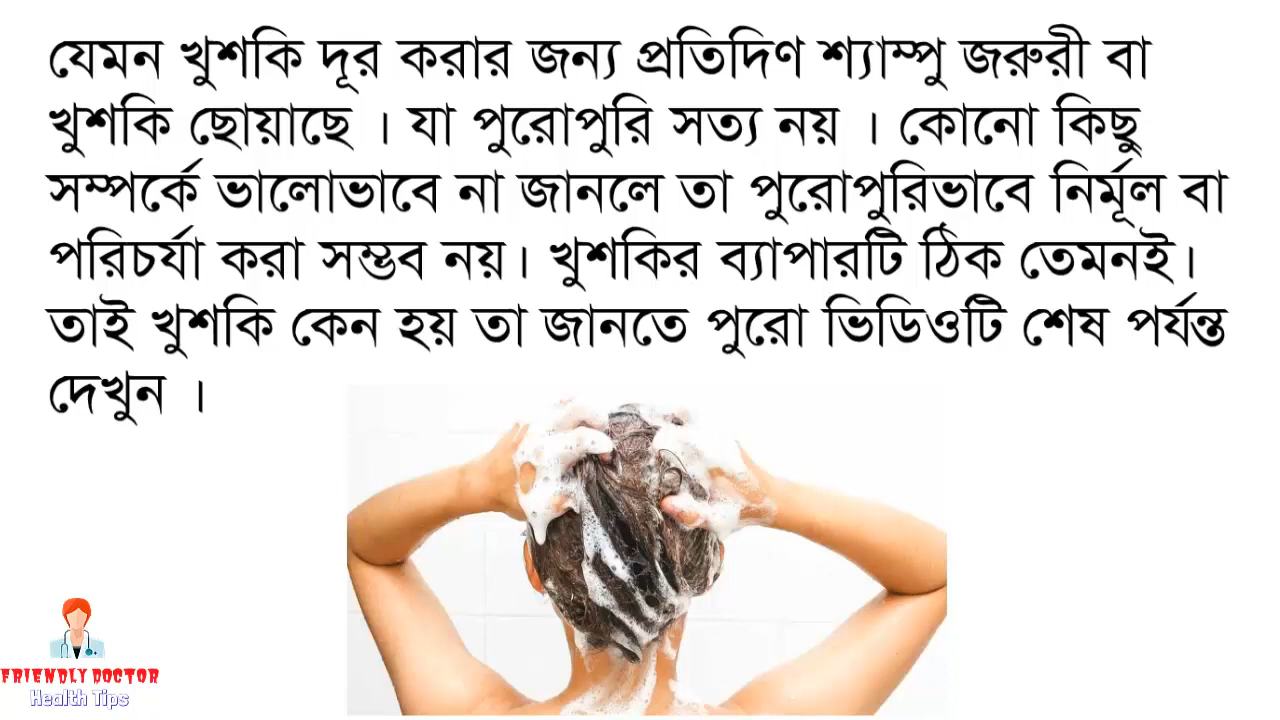 যেমন খুশকি দূর করার জন্য প্রতিদিণ শ্যাম্পু জরুরী বা
খুশকি ছোয়াছে । যা পুরোপুরি সত্য নয় । কোনো কিছু
সম্পর্কে ভালোভাবে না জানলে তা পুরোপুরিভাবে নির্মূল বা
পরিচর্যা করা সম্ভব নয়। খুশকির ব্যাপারটি ঠিক তেমনই।
তাই খুশকি কেন হয় তা জানতে পুরো ভিডিওটি শেষ পর্যন্ত
দেখুন ।
FRIENDLY DOCTOR
Health Tips